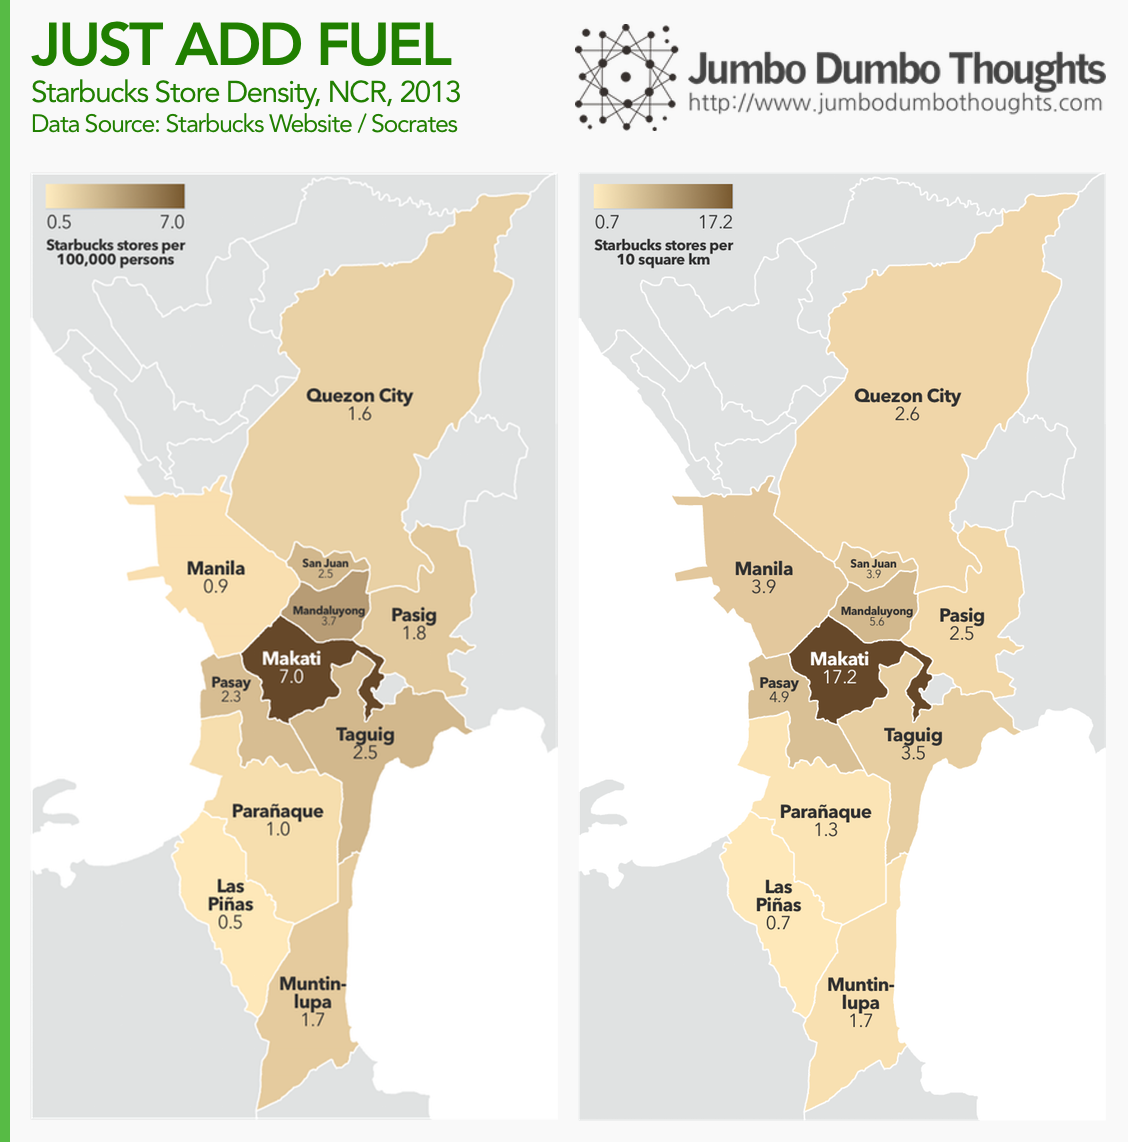 JUST ADD FUEL
Starbucks Store Density, NCR, 2013
Data Source: Starbucks Website / Socrates
Jumbo Dumbo Thoughts
http://www.jumbodumbothoughts.com
0.5 7.0
Starbucks stores per
100,000 persons
Quezon City
1.6
Manila
0.9
San Juan
2.5
Mandaluyong
3.7
Pasig
1.8
Makati
7.0
Pasay
2.3
Taguig
2.5
Parañaque
1.0
Las
Piñas
0.5
Muntin-
lupa
1.7
0.7 17.2
Starbucks stores per
10 square km
Quezon City
2.6
Manila
3.9
San Juan
3.9
Mandaluyong
5.6
Pasig
2.5
Makati
17.2
Pasay
4.9
Taguig
3.5
Parañaque
1.3
Las
Piñas
0.7
Muntin-
lupa
1.7